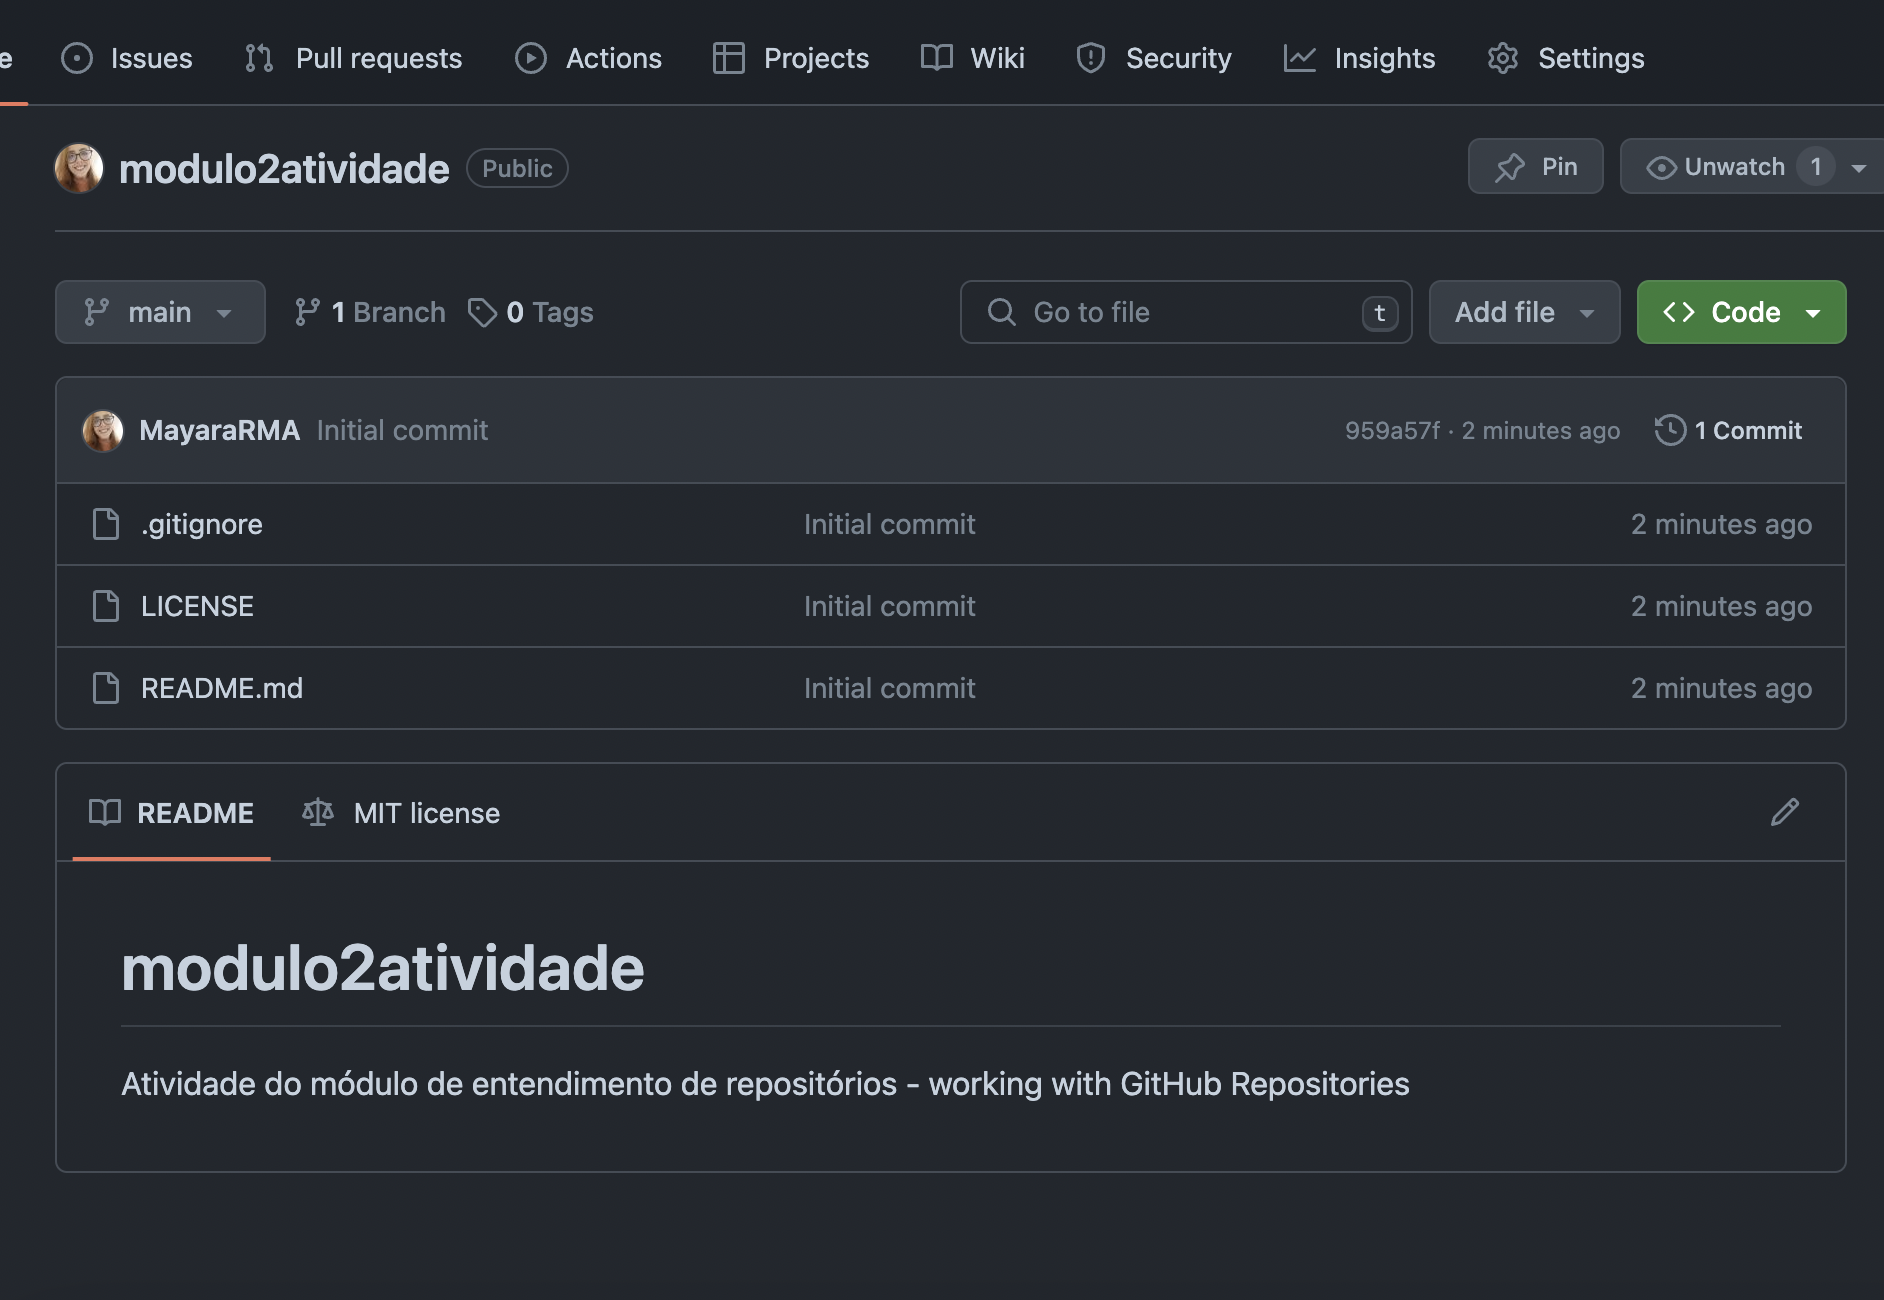 e Issues Pull requests Actions Projects Wiki Security Insights Settings
modulo2atividade Public Pin Unwatch 1
main 1 Branch 0 Tags Go to file t Add file Code
MayaraRMA Initial commit 959a57f · 2 minutes ago 1 Commit
.gitignore Initial commit 2 minutes ago
LICENSE Initial commit 2 minutes ago
README.md Initial commit 2 minutes ago
README MIT license
modulo2atividade
Atividade do módulo de entendimento de repositórios - working with GitHub Repositories